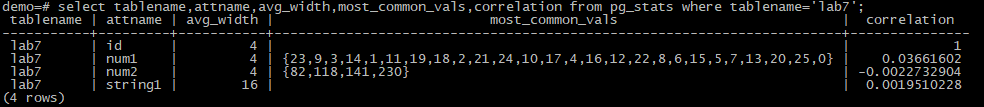 demo=# select tablename,attname,avg_width,most_common_vals,correlation from pg_stats where tablename='lab7';
 tablename | attname | avg_width |                          most_common_vals                           |  correlation
-----------+---------+-----------+---------------------------------------------------------------------+---------------
 lab7      | id      |         4 |                                                                     |             1
 lab7      | num1    |         4 | {23,9,3,14,1,11,19,18,2,21,24,10,17,4,16,12,22,8,6,15,5,7,13,20,25,0} |    0.03661602
 lab7      | num2    |         4 | {82,118,141,230}                                                    | -0.0022732904
 lab7      | string1 |        16 |                                                                     |  0.0019510228
(4 rows)